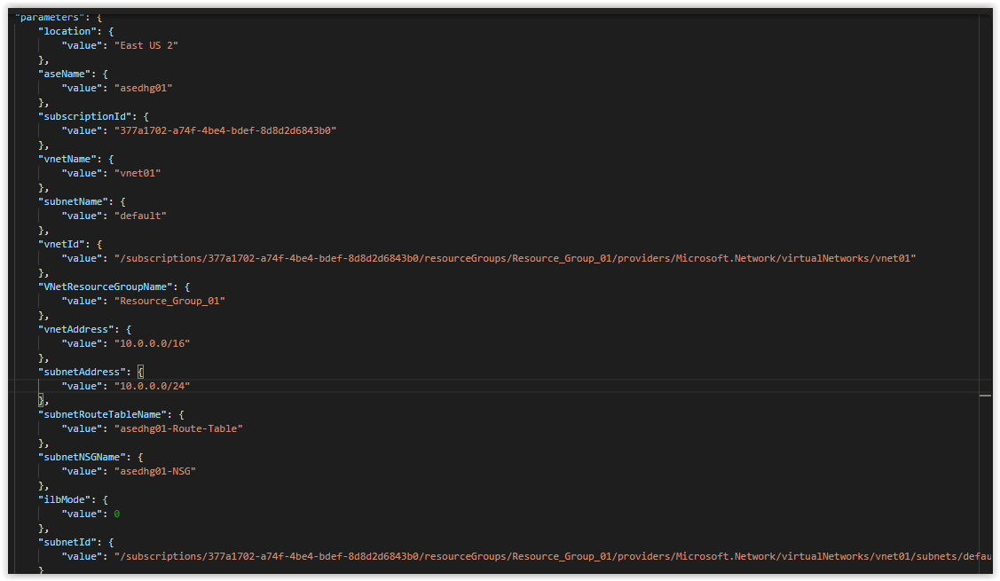 "parameters": {
"location": {
"value": "East US 2"
},
"aseName": {
"value": "asedhg01"
},
"subscriptionId": {
"value": "377a1702-a74f-4be4-bdef-8d8d2d6843b0"
},
"vnetName": {
"value": "vnet01"
},
"subnetName": {
"value": "default"
},
"vnetId": {
"value": "/subscriptions/377a1702-a74f-4be4-bdef-8d8d2d6843b0/resourceGroups/Resource_Group_01/providers/Microsoft.Network/virtualNetworks/vnet01"
},
"VNetResourceGroupName": {
"value": "Resource_Group_01"
},
"vnetAddress": {
"value": "10.0.0.0/16"
},
"subnetAddress": {
"value": "10.0.0.0/24"
},
"subnetRouteTableName": {
"value": "asedhg01-Route-Table"
},
"subnetNSGName": {
"value": "asedhg01-NSG"
},
"ilbMode": {
"value": 0
},
"subnetId": {
"value": "/subscriptions/377a1702-a74f-4be4-bdef-8d8d2d6843b0/resourceGroups/Resource_Group_01/providers/Microsoft.Network/virtualNetworks/vnet01/subnets/defau
}